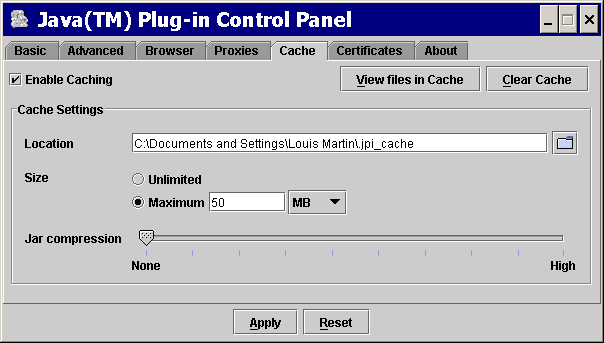 Java(TM) Plug-in Control Panel
Basic Advanced Browser Proxies Cache Certificates About
Enable Caching View files in Cache Clear Cache
Cache Settings
Location C:\Documents and Settings\Louis Martin\.jpi_cache
Size Unlimited
Maximum 50 MB
Jar compression
None High
Apply Reset